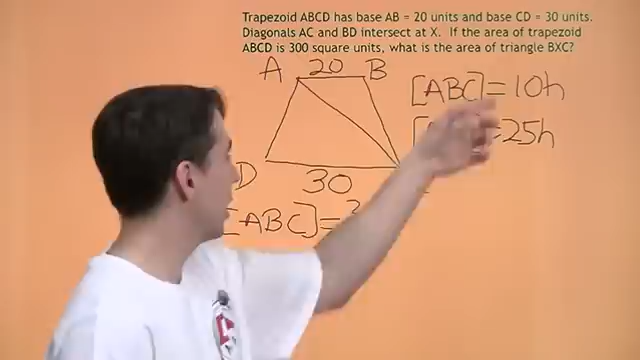 Trapezoid ABCD has base AB = 20 units and base CD = 30 units.
Diagonals AC and BD intersect at X. If the area of trapezoid
ABCD is 300 square units, what is the area of triangle BXC?
A 20 B
[ABC]=10h
=25h
D
30
[ABC]=